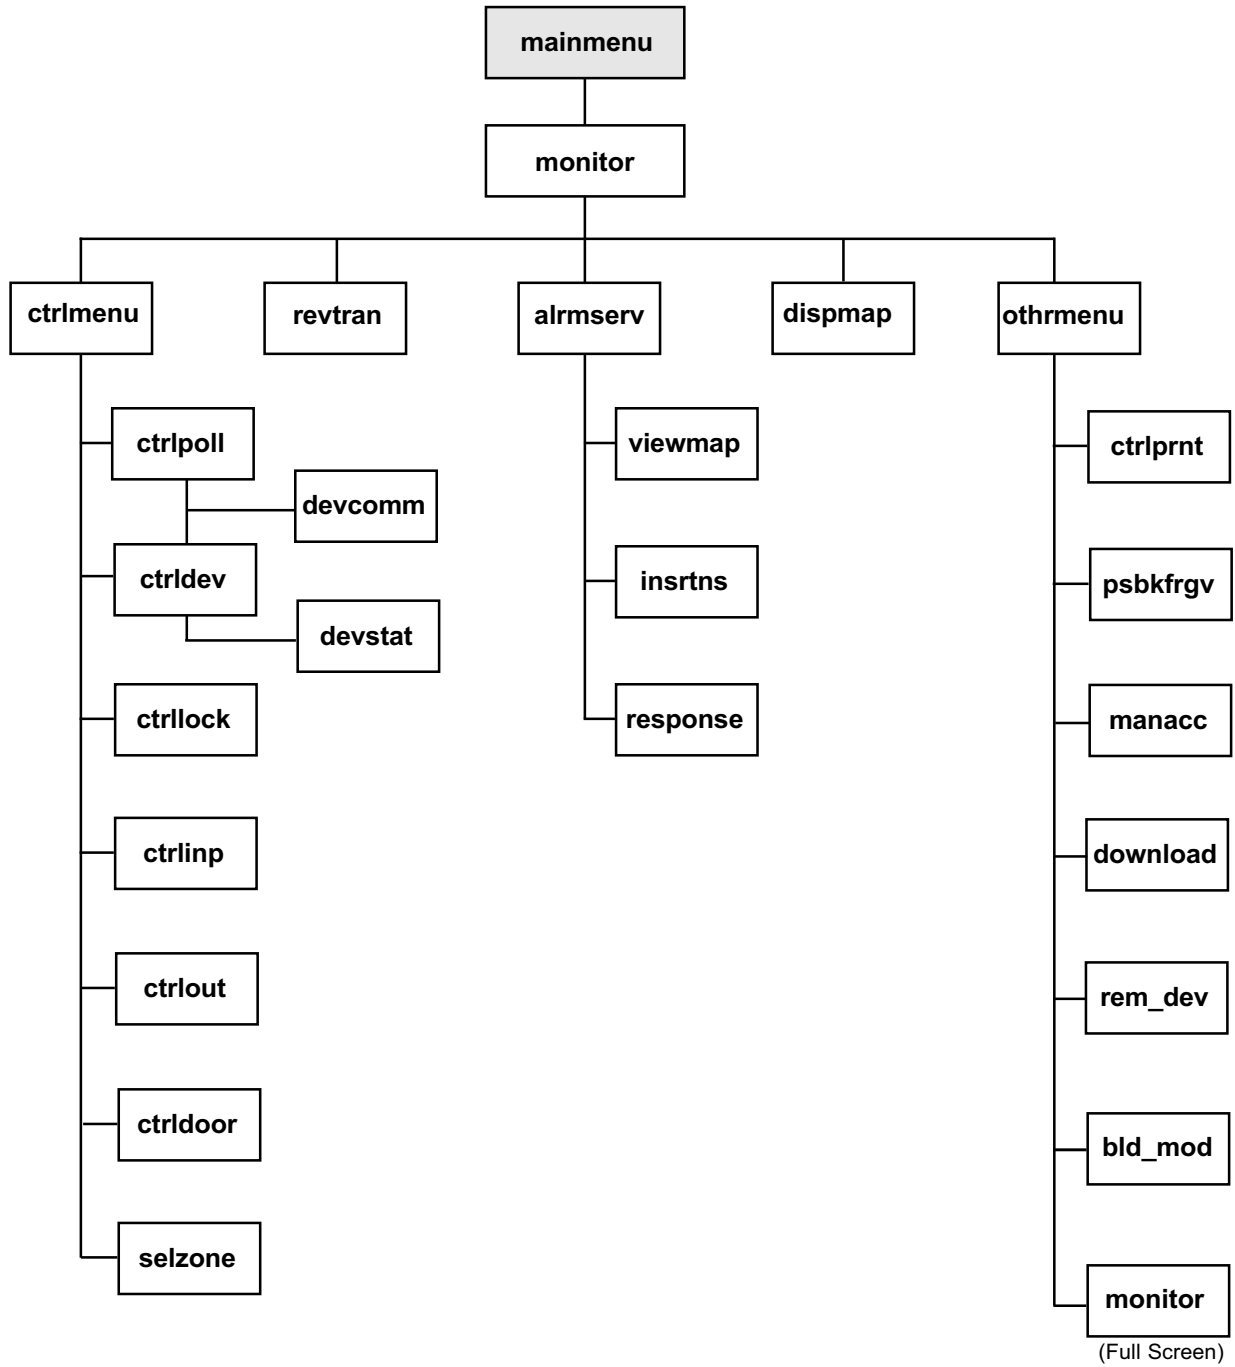 mainmenu
monitor
ctrlmenu
revtran
alrmserv
dispmap
othrmenu
ctrlpoll
devcomm
ctrldev
devstat
ctrllock
ctrlinp
ctrlout
ctrldoor
selzone
viewmap
insrtns
response
ctrlprnt
psbkfrgv
manacc
download
rem_dev
bld_mod
monitor
(Full Screen)